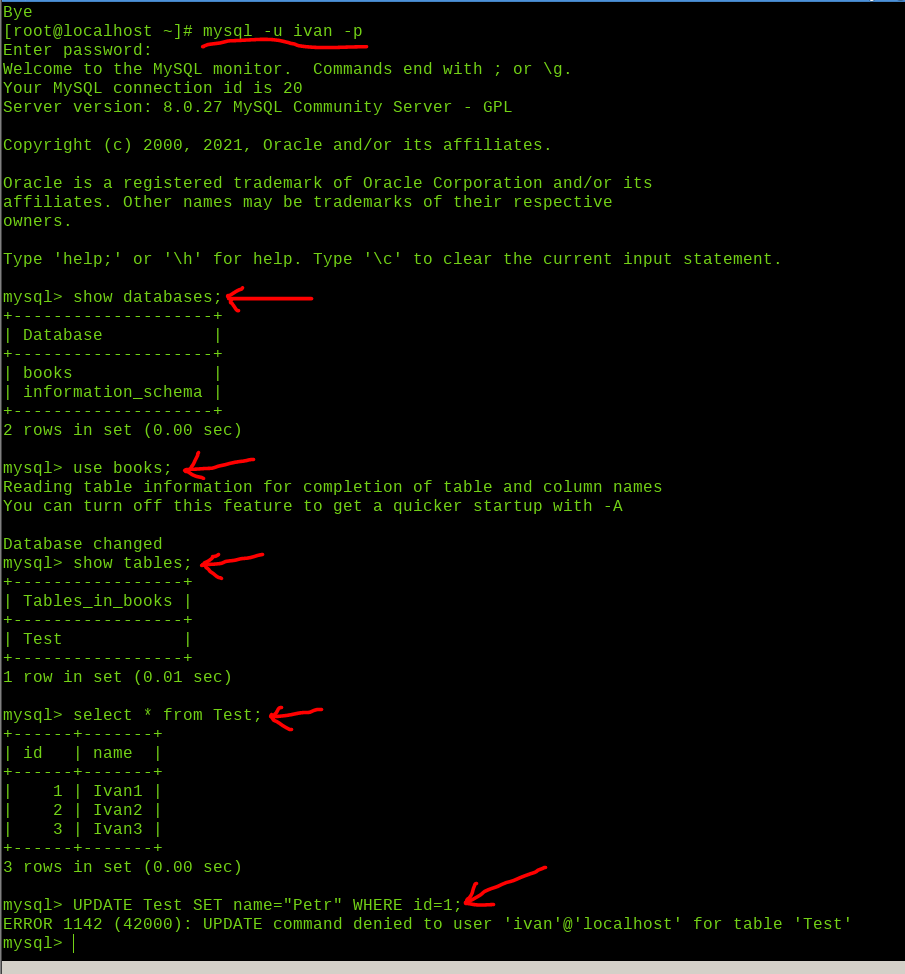 Bye
[root@localhost ~]# mysql -u ivan -p
Enter password:
Welcome to the MySQL monitor.  Commands end with ; or \g.
Your MySQL connection id is 20
Server version: 8.0.27 MySQL Community Server - GPL
Copyright (c) 2000, 2021, Oracle and/or its affiliates.
Oracle is a registered trademark of Oracle Corporation and/or its
affiliates. Other names may be trademarks of their respective
owners.
Type 'help;' or '\h' for help. Type '\c' to clear the current input statement.
mysql> show databases;
+--------------------+
| Database           |
+--------------------+
| books              |
| information_schema |
+--------------------+
2 rows in set (0.00 sec)
mysql> use books;
Reading table information for completion of table and column names
You can turn off this feature to get a quicker startup with -A
Database changed
mysql> show tables;
+-----------------+
| Tables_in_books |
+-----------------+
| Test            |
+-----------------+
1 row in set (0.01 sec)
mysql> select * from Test;
+------+-------+
| id   | name  |
+------+-------+
|    1 | Ivan1 |
|    2 | Ivan2 |
|    3 | Ivan3 |
+------+-------+
3 rows in set (0.00 sec)
mysql> UPDATE Test SET name="Petr" WHERE id=1;
ERROR 1142 (42000): UPDATE command denied to user 'ivan'@'localhost' for table 'Test'
mysql>